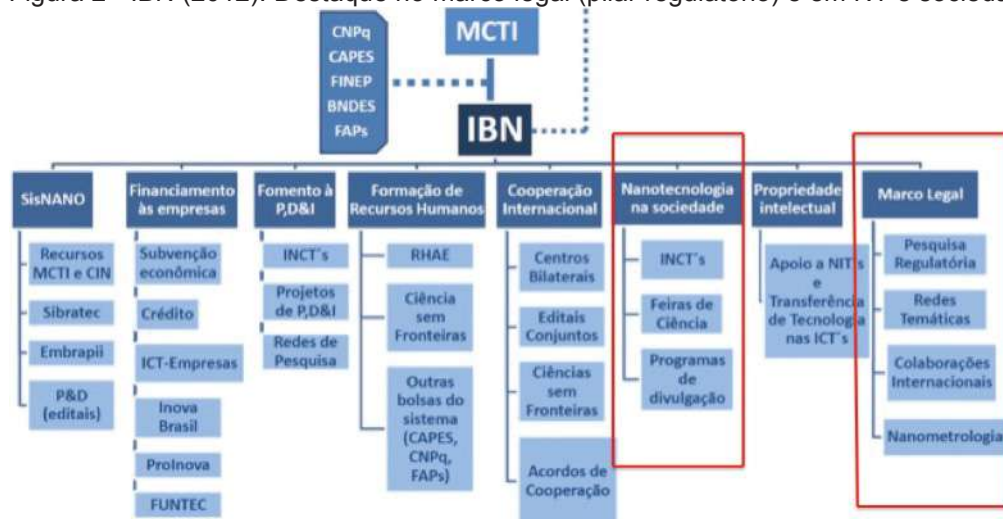 Figura 2 - IBN (2012). Destaque no marco legal (pilar regulatório) e em NT e
CNPq
CAPES
FINEP
BNDES
FAPs
MCTI
IBN
SisNANO
Recursos
MCTI e CIN
Sibratec
Embrapii
P&D
(editais)
Financiamento
às empresas
Subvenção
econômica
Crédito
ICT-Empresas
Inova
Brasil
ProInova
FUNTEC
Fomento à
P,D&I
INCT´s
Projetos
de P,D&I
Redes de
Pesquisa
Formação de
Recursos Humanos
RHAE
Ciência
sem
Fronteiras
Outras
bolsas do
sistema
(CAPES,
CNPq,
FAPs)
Cooperação
Internacional
Centros
Bilaterais
Editais
Conjuntos
Ciências
sem
Fronteiras
Acordos de
Cooperação
Nanotecnologia
na sociedade
INCT´s
Feiras de
Ciência
Programas
de
divulgação
Propriedade
intelectual
Apoio a NIT´s
e
Transferência
de Tecnologia
nas ICT´s
Marco Legal
Pesquisa
Regulatória
Redes
Temáticas
Colaborações
Internacionais
Nanometrologia